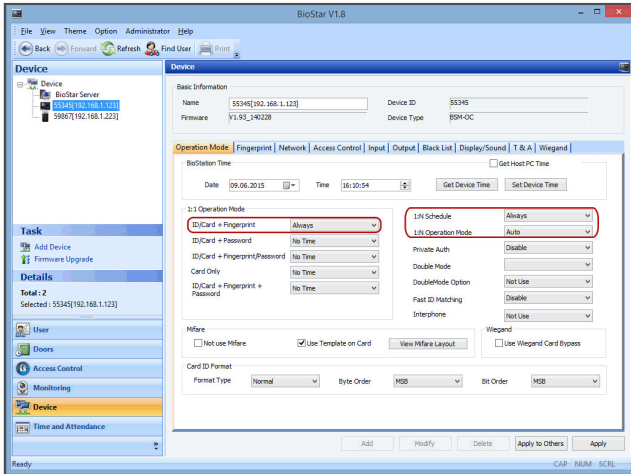 BioStar V1.8
File View Theme Option Administrator Help
Back Forward Refresh Find User Print
Device
Device
BioStar Server
55345[192.168.1.123]
59867[192.168.1.223]
Task
Add Device
Firmware Upgrade
Details
Total : 2
Selected : 55345[192.168.1.123]
User
Doors
Access Control
Monitoring
Device
Time and Attendance
Device
Basic Information
Name 55345[192.168.1.123] Device ID 55345
Firmware V1.93_140228 Device Type BSM-OC
Operation Mode Fingerprint Network Access Control Input Output Black List Display/Sound T & A Wiegand
BioStation Time
Get Host PC Time
Date 09.06.2015 Time 16:10:54 Get Device Time Set Device Time
1:1 Operation Mode
ID/Card + Fingerprint Always
ID/Card + Password No Time
ID/Card + Fingerprint/Password No Time
Card Only No Time
ID/Card + Fingerprint + Password No Time
1:N Schedule Always
1:N Operation Mode Auto
Private Auth Disable
Double Mode
DoubleMode Option Not Use
Fast ID Matching Disable
Interphone Not Use
Mifare
Not use Mifare Use Template on Card View Mifare Layout
Wiegand
Use Wiegand Card Bypass
Card ID Format
Format Type Normal Byte Order MSB Bit Order MSB
Add Modify Delete Apply to Others Apply
Ready CAP NUM SCRL